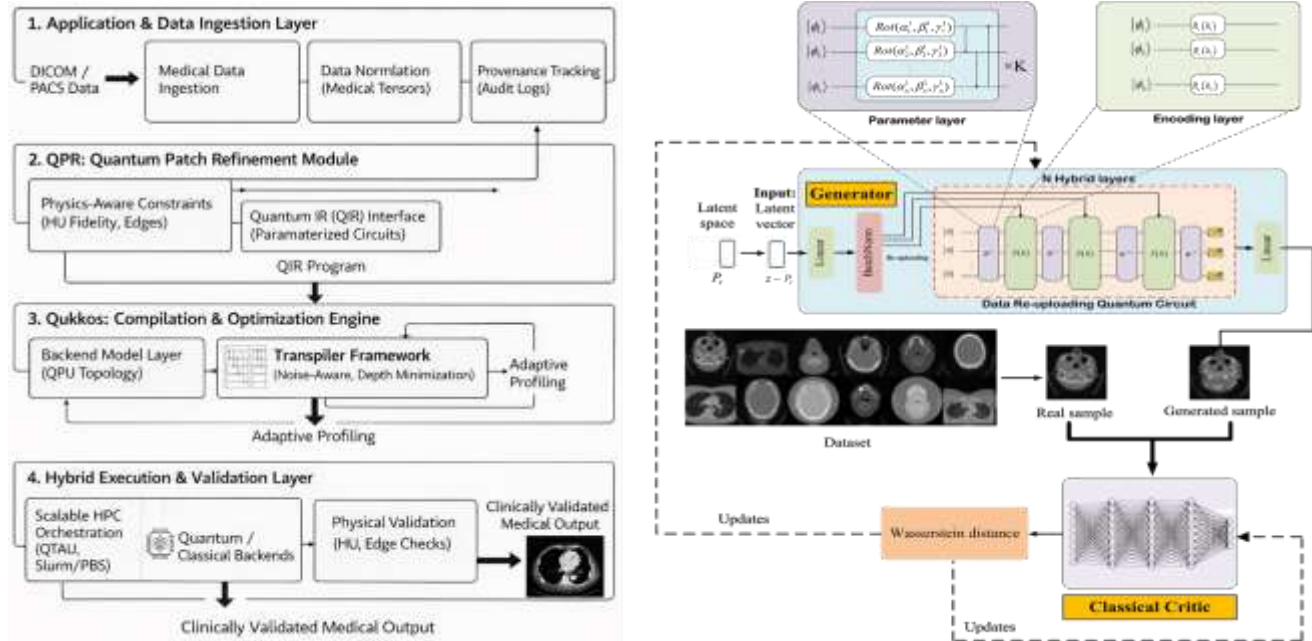 1. Application & Data Ingestion Layer
DICOM /
PACS Data
Medical Data
Ingestion
Data Normlation
(Medical Tensors)
Provenance Tracking
(Audit Logs)
2. QPR: Quantum Patch Refinement Module
Physics-Aware Constraints
(HU Fidelity, Edges)
Quantum IR (QIR) Interface
(Paramaterized Circuits)
QIR Program
3. Qukkos: Compilation & Optimization Engine
Backend Model Layer
(QPU Topology)
Transpiler Framework
(Noise-Aware, Depth Minimization)
Adaptive
Profiling
Adaptive Profiling
4. Hybrid Execution & Validation Layer
Scalable HPC
Orchestration
(QTAU,
Slurm/PBS)
Quantum /
Classical Backends
Physical Validation
(HU, Edge Checks)
Clinically Validated
Medical Output
Clinically Validated Medical Output
Parameter layer
× K
Encoding layer
N Hybrid layers
Generator
Input:
Latent
vector
Latent
space
Linear
BatchNorm
Re-uploading
Linear
Data Re-uploading Quantum Circuit
Dataset
Real sample
Generated sample
Updates
Wasserstein distance
Classical Critic
Updates